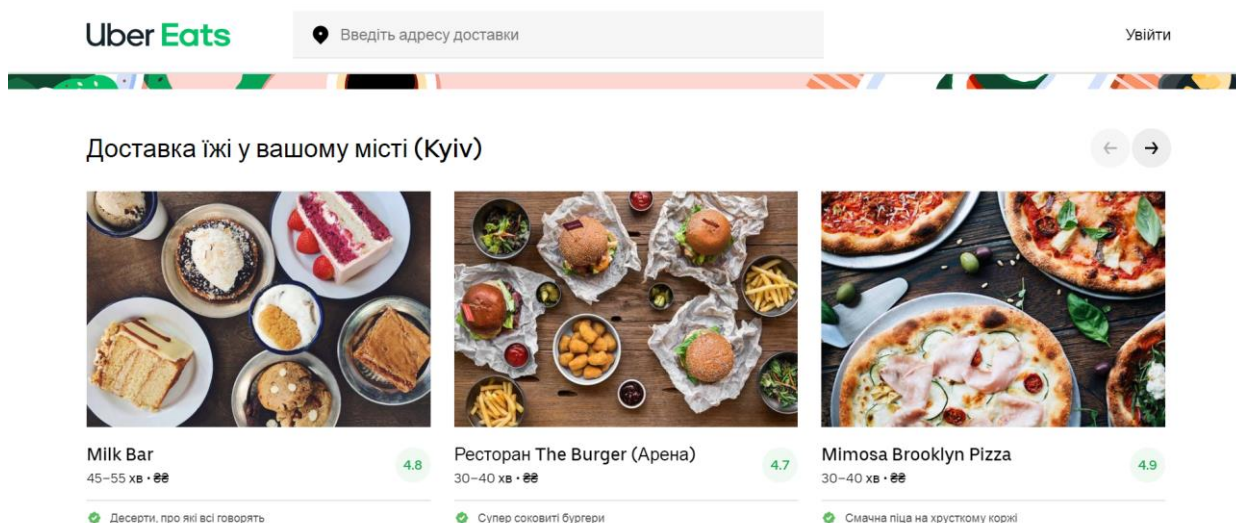 Uber Eats
Введіть адресу доставки
Увійти
Доставка їжі у вашому місті (Kyiv)
Milk Bar
4.8
45–55 хв • ₴₴
Десерти, про які всі говорять
Ресторан The Burger (Арена)
4.7
30–40 хв • ₴₴
Супер соковиті бургери
Mimosa Brooklyn Pizza
4.9
30–40 хв • ₴₴
Смачна піца на хрусткому коржі